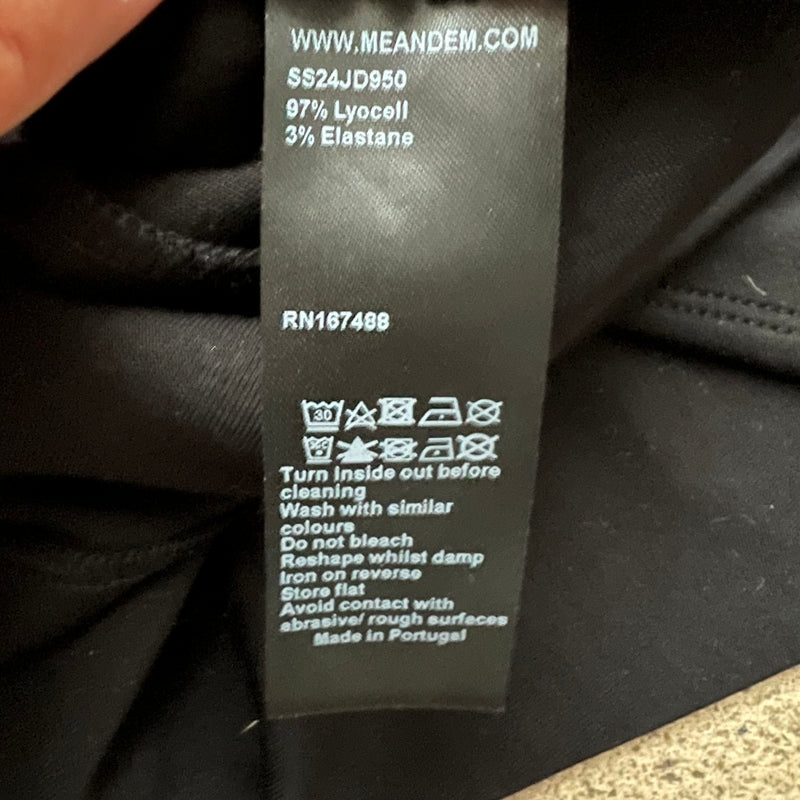 WWW.MEANDEM.COM
SS24JD950
97% Lyocell
3% Elastane
RN167488
30
Turn inside out before
cleaning
Wash with similar
colours
Do not bleach
Reshape whilst damp
Iron on reverse
Store flat
Avoid contact with
abrasive/ rough surfaces
Made in Portugal